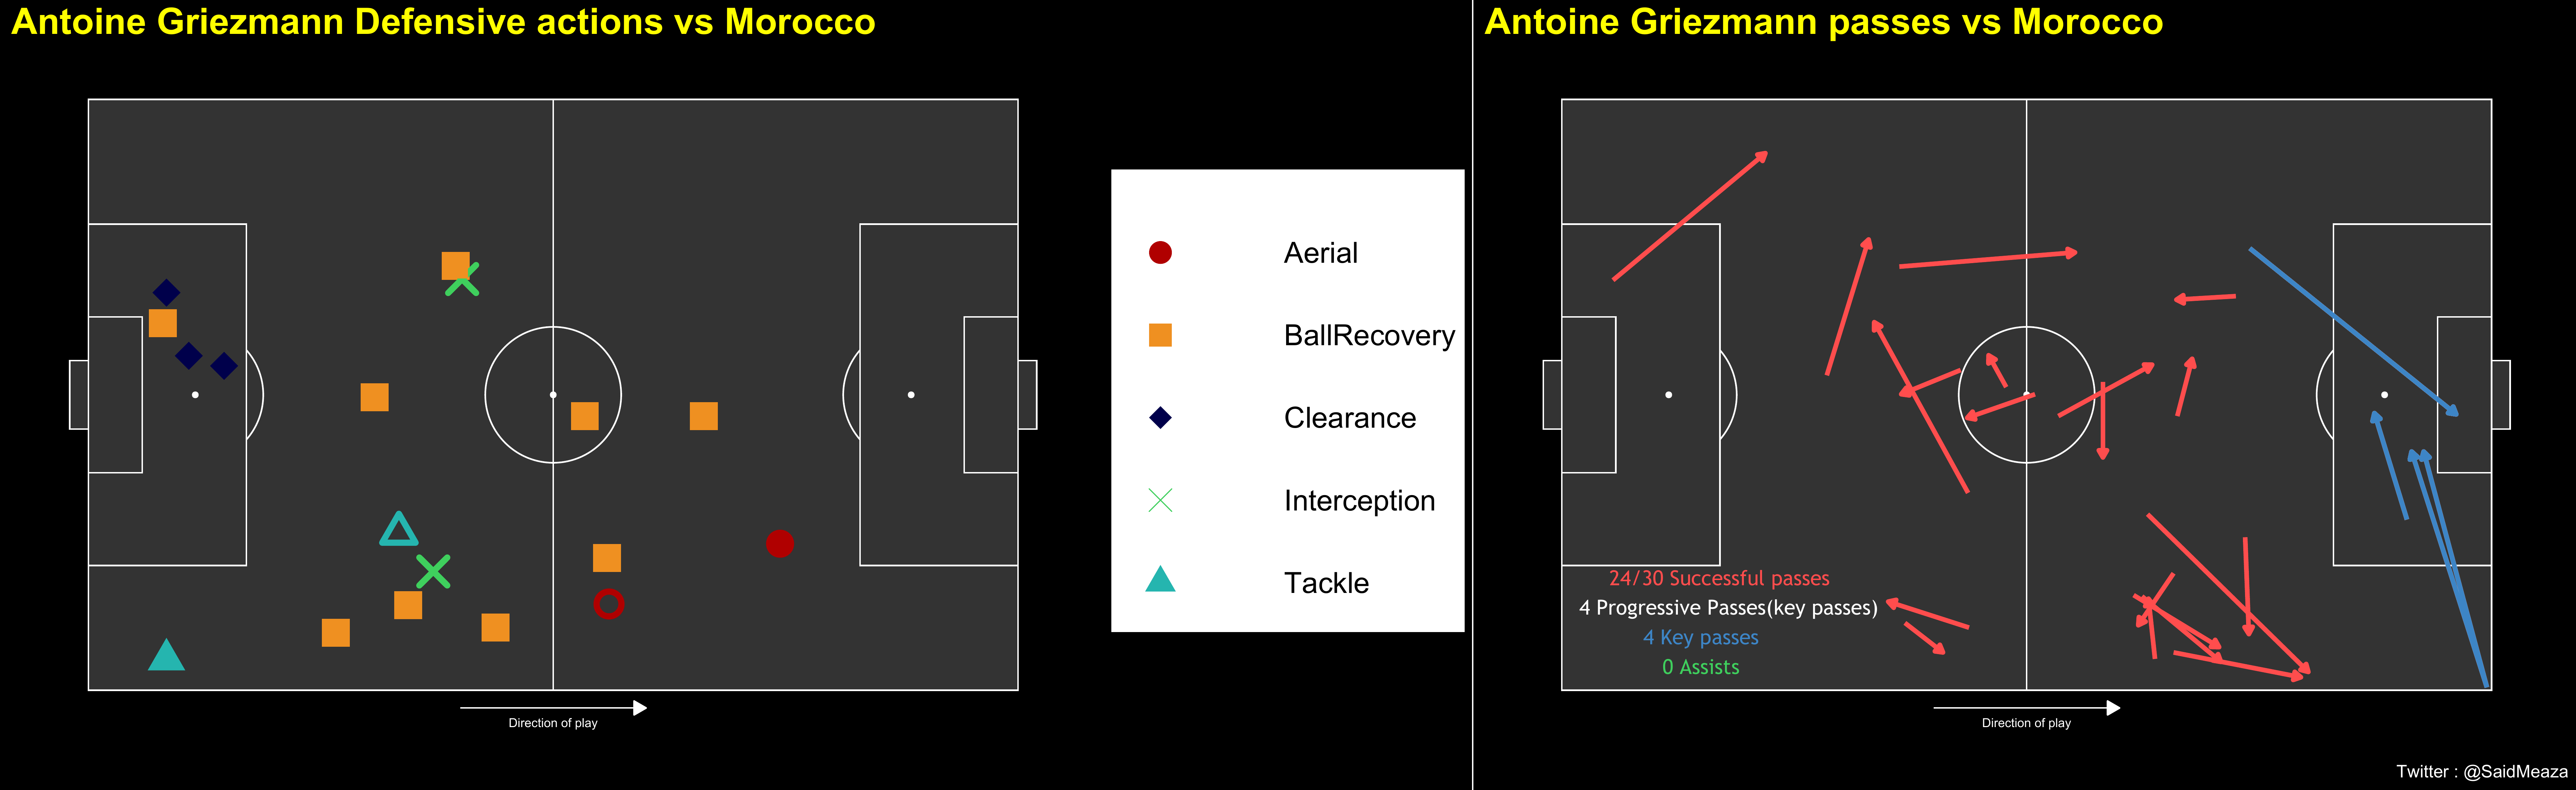 Antoine Griezmann Defensive actions vs Morocco
Aerial
BallRecovery
Clearance
Interception
Tackle
Direction of play
Antoine Griezmann passes vs Morocco
24/30 Successful passes
4 Progressive Passes(key passes)
4 Key passes
0 Assists
Direction of play
Twitter : @SaidMeaza